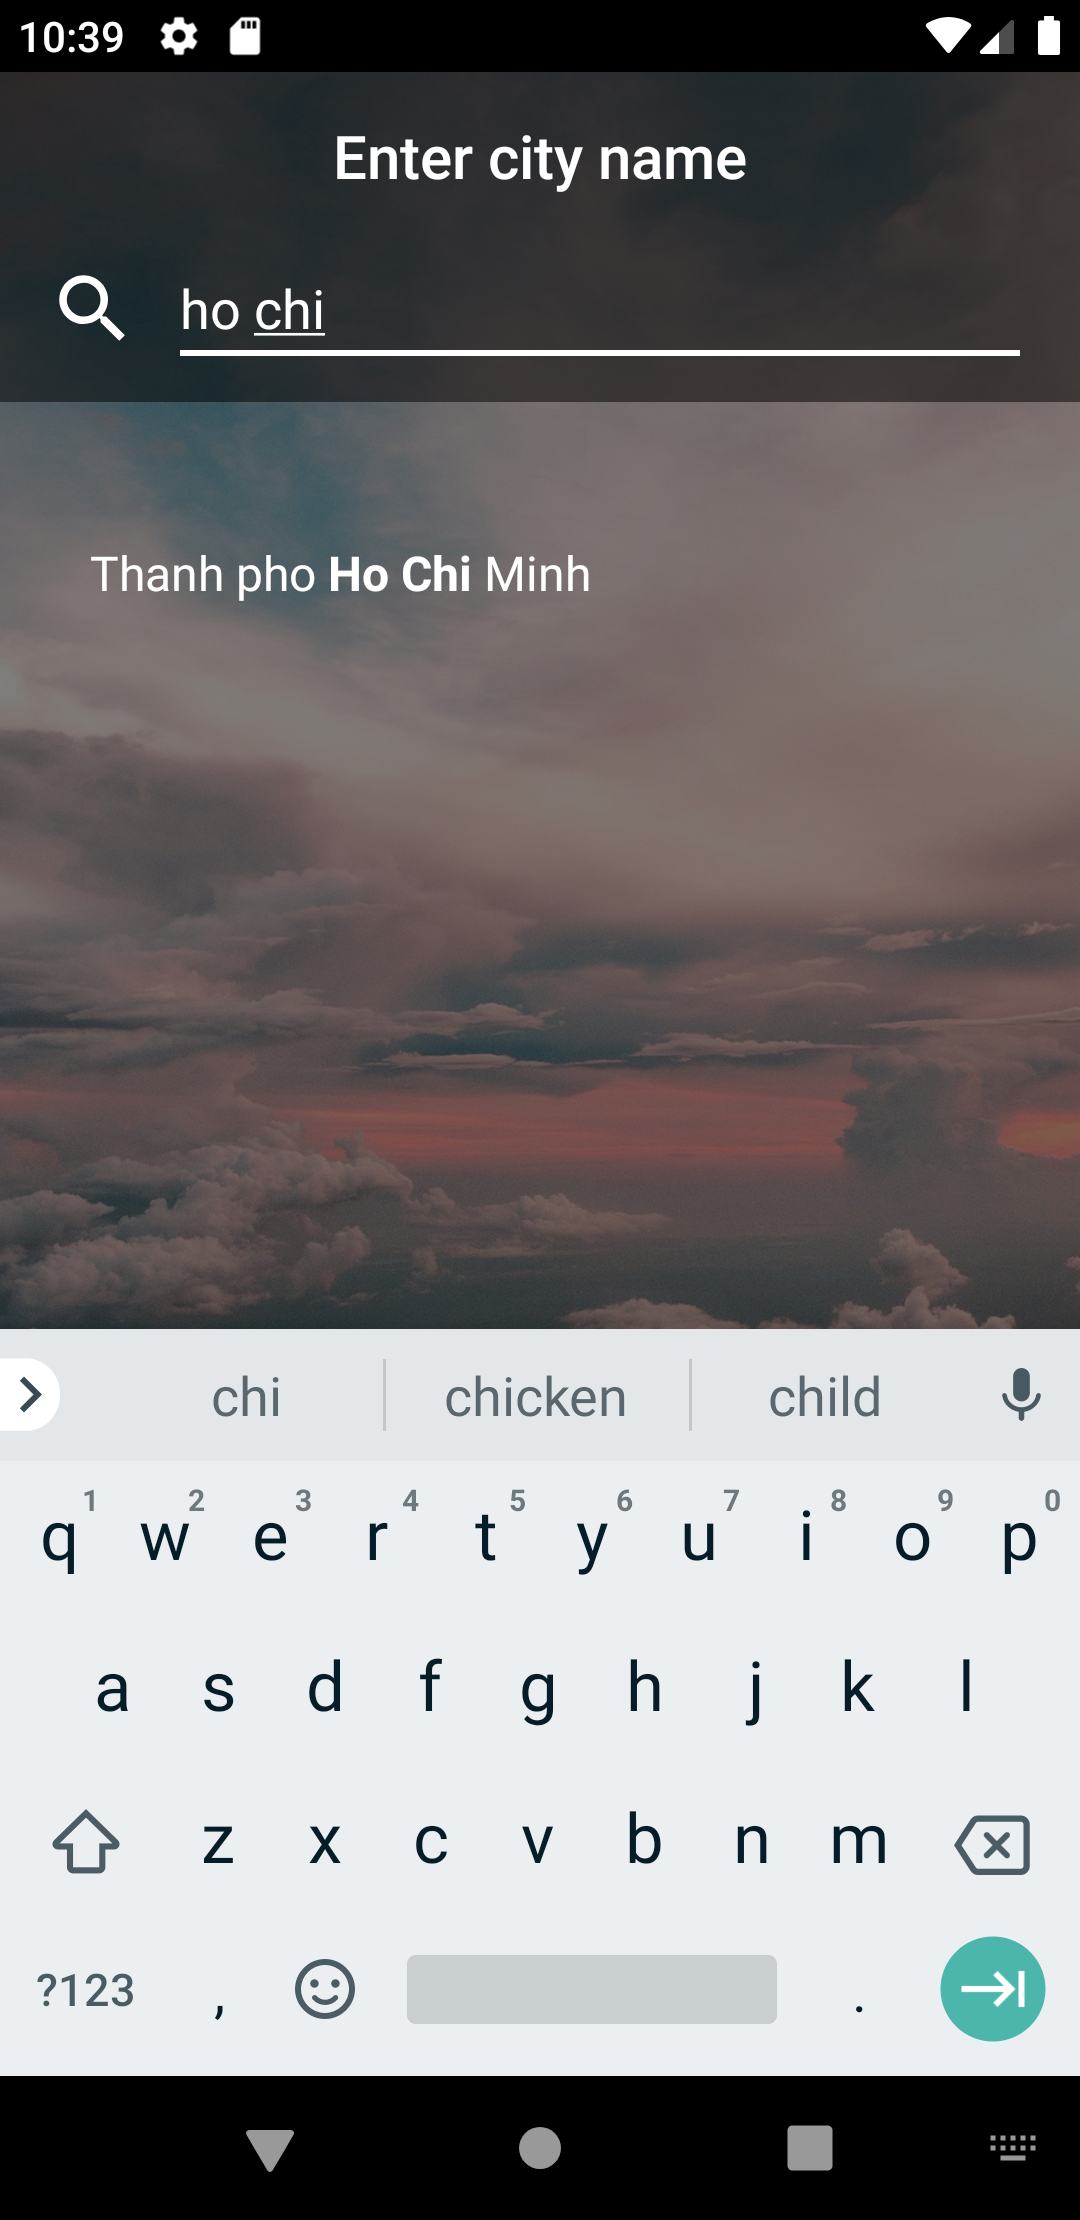 10:39
Enter city name
ho chi
Thanh pho Ho Chi Minh
chi chicken child
1 2 3 4 5 6 7 8 9 0
q w e r t y u i o p
a s d f g h j k l
z x c v b n m
?123 , .